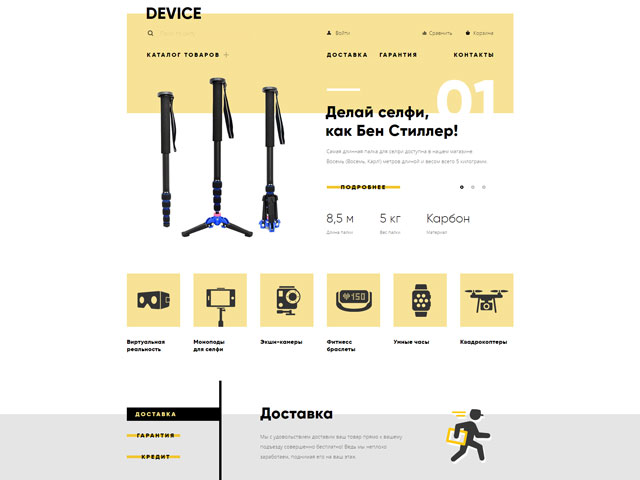 DEVICE
Войти
Сравнить
Корзина
КАТАЛОГ ТОВАРОВ +
ДОСТАВКА
ГАРАНТИЯ
КОНТАКТЫ
01
Делай селфи,
как Бен Стиллер!
Самая длинная палка для селфи доступна в нашем магазине.
Восемь (Восемь, Карл!) метров длиной и весом всего 5 килограмм.
ПОДРОБНЕЕ
8,5 м
5 кг
Карбон
Длина палки
Вес палки
Материал
150
Виртуальная
реальность
Моноподы
для селфи
Экшн-камеры
Фитнесс
браслеты
Умные часы
Квадрокоптеры
ДОСТАВКА
ГАРАНТИЯ
КРЕДИТ
Доставка
Мы с удовольствием доставим ваш товар прямо к вашему
подъезду совершенно бесплатно! Ведь мы неплохо
заработаем, поднимая его на ваш этаж.